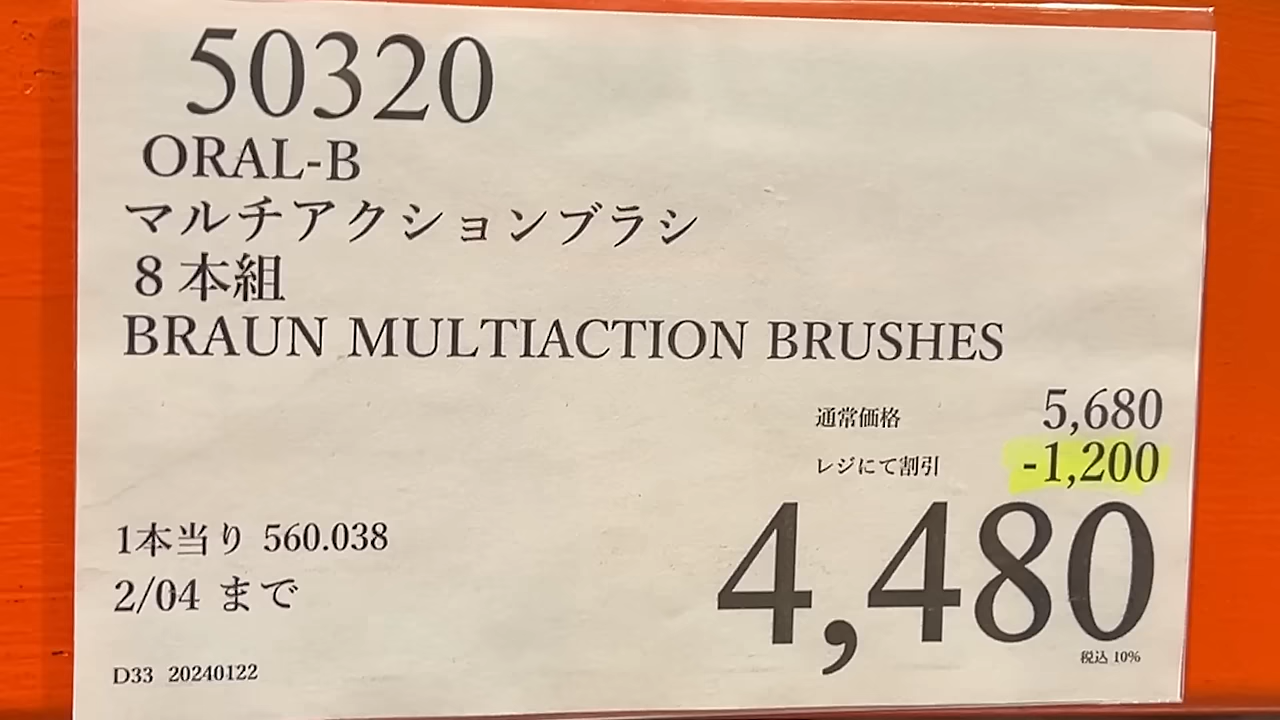 50320
ORAL-B
マルチアクションブラシ
8本組
BRAUN MULTIACTION BRUSHES
通常価格 5,680
レジにて割引 -1,200
4,480
税込 10%
1本当り 560.038
2/04 まで
D33 20240122